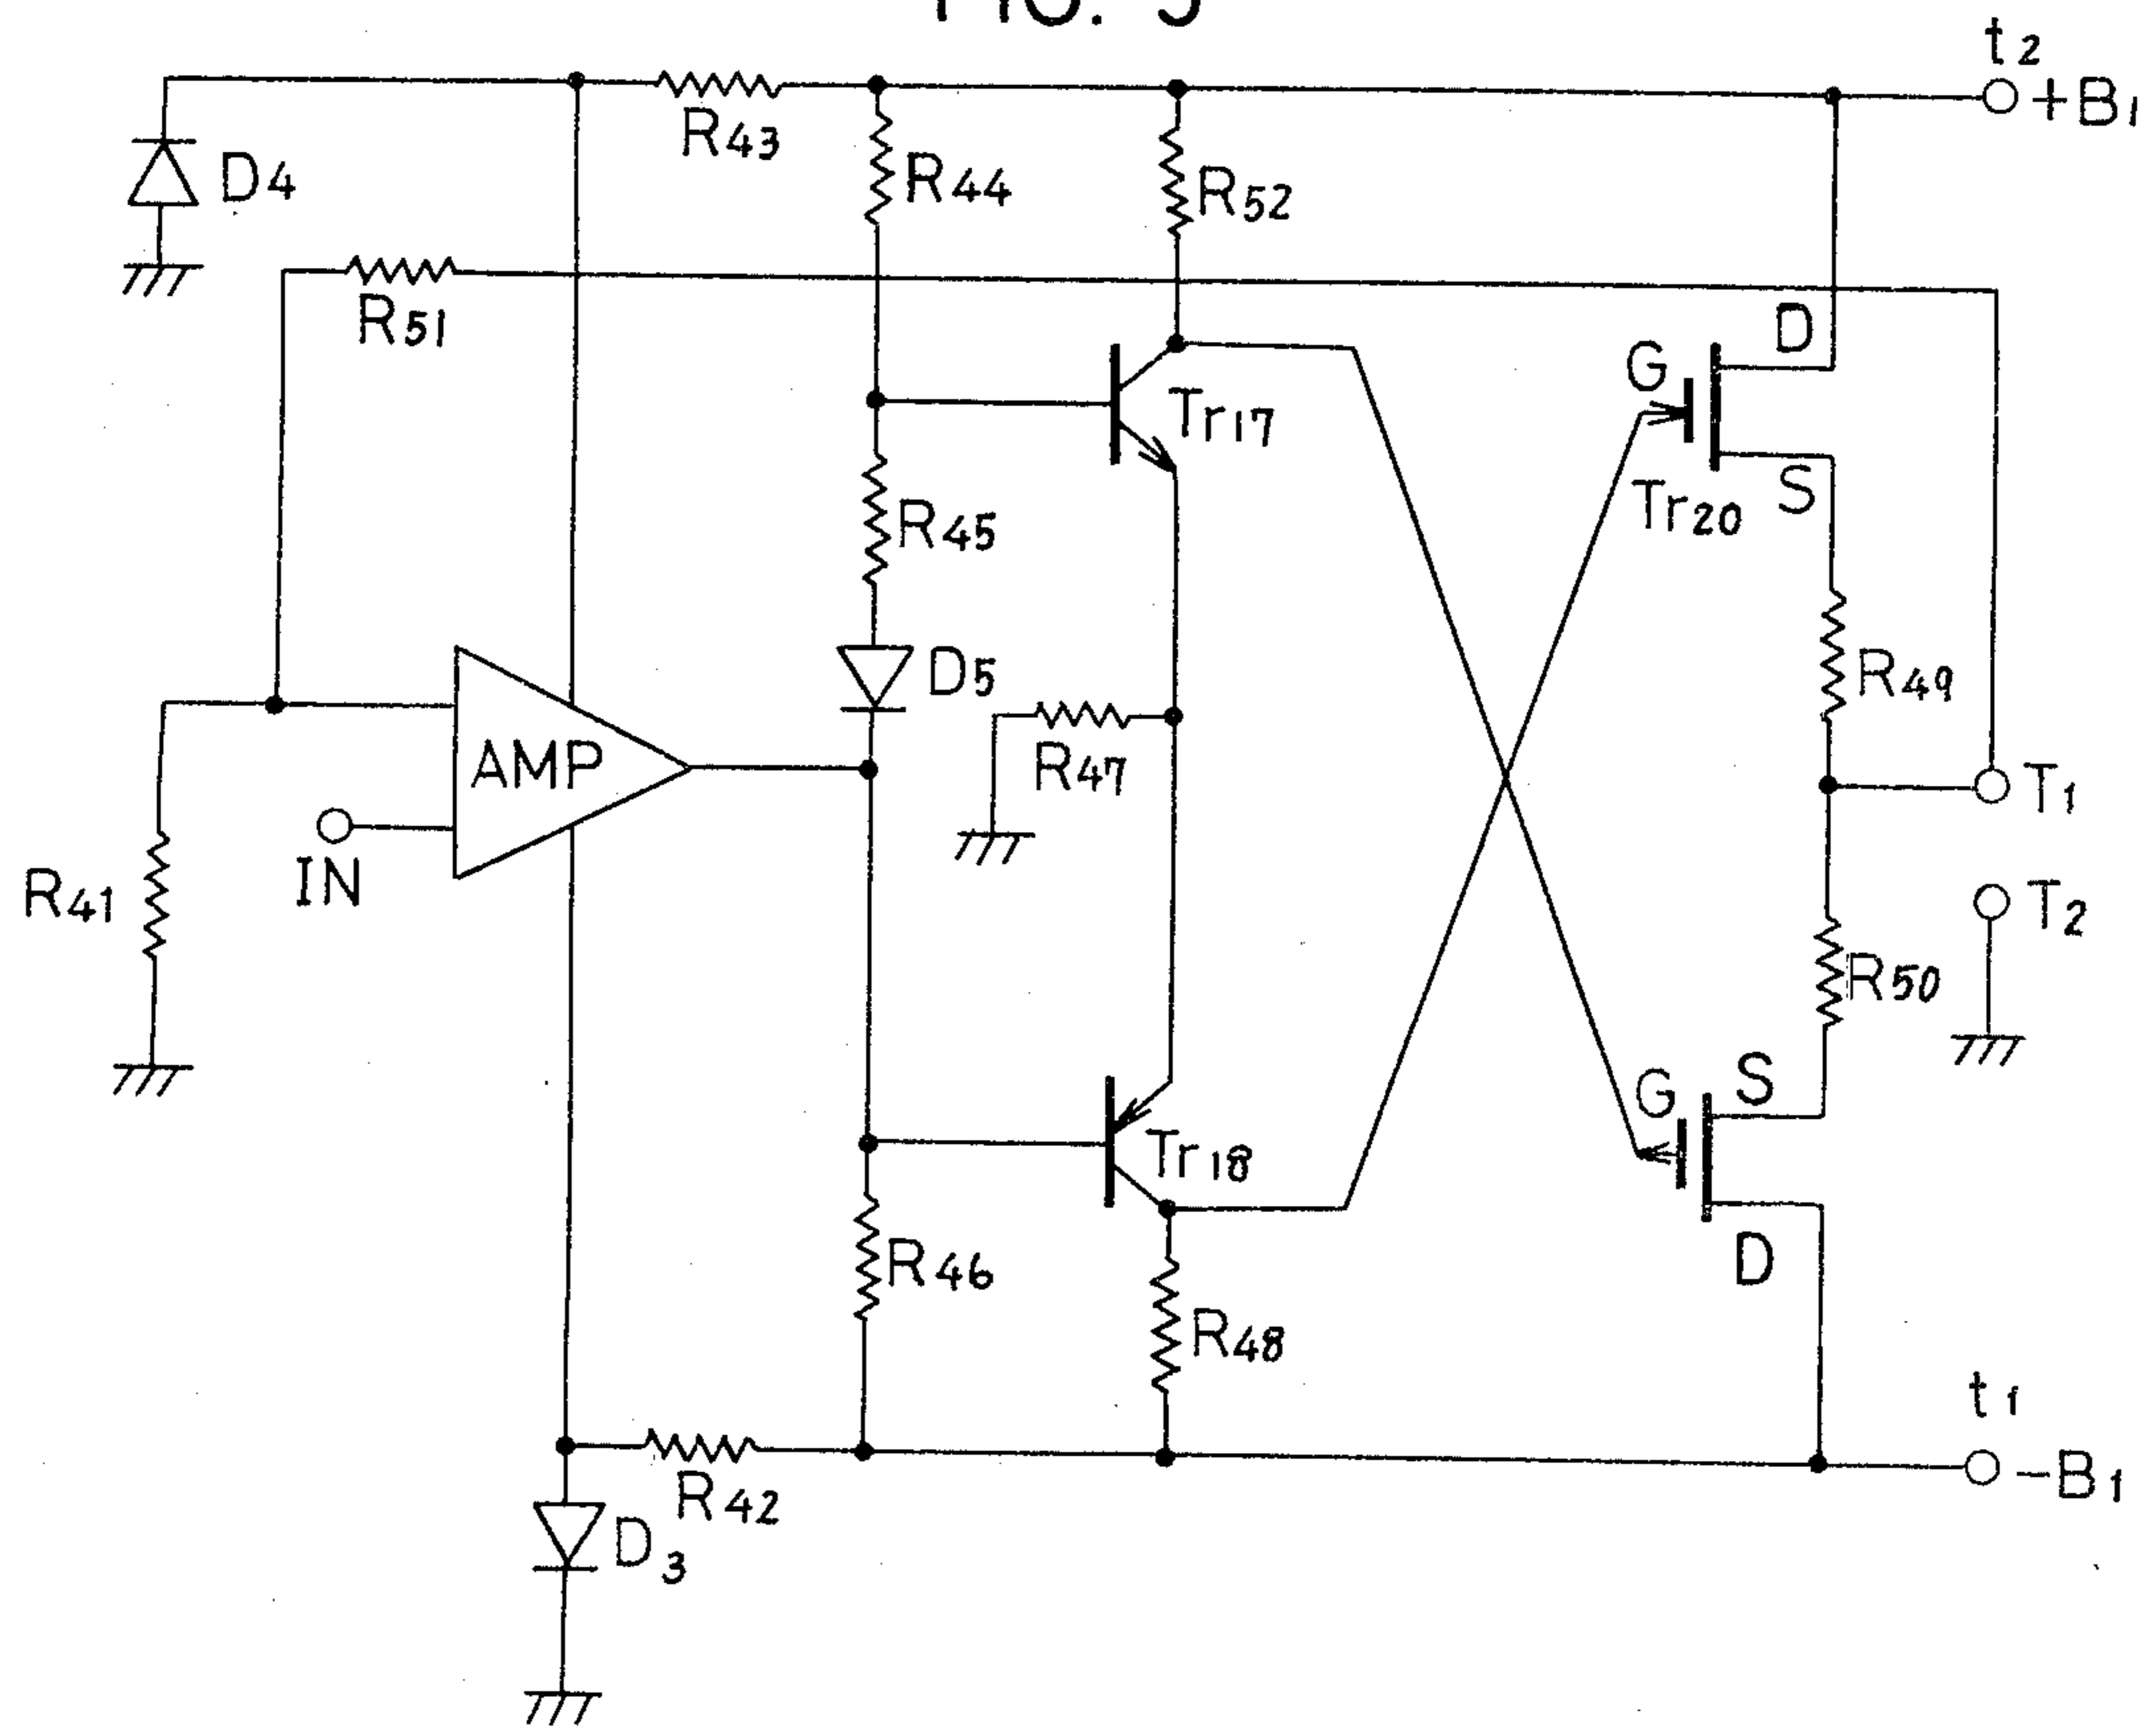 t2
+B1
R43
D4
R44
R52
R51
D
G
Tr17
S
Tr20
R45
D5
R49
AMP
R47
T1
IN
R41
T2
R50
S
G
Tr18
D
R46
R48
t1
R42
-B1
D3